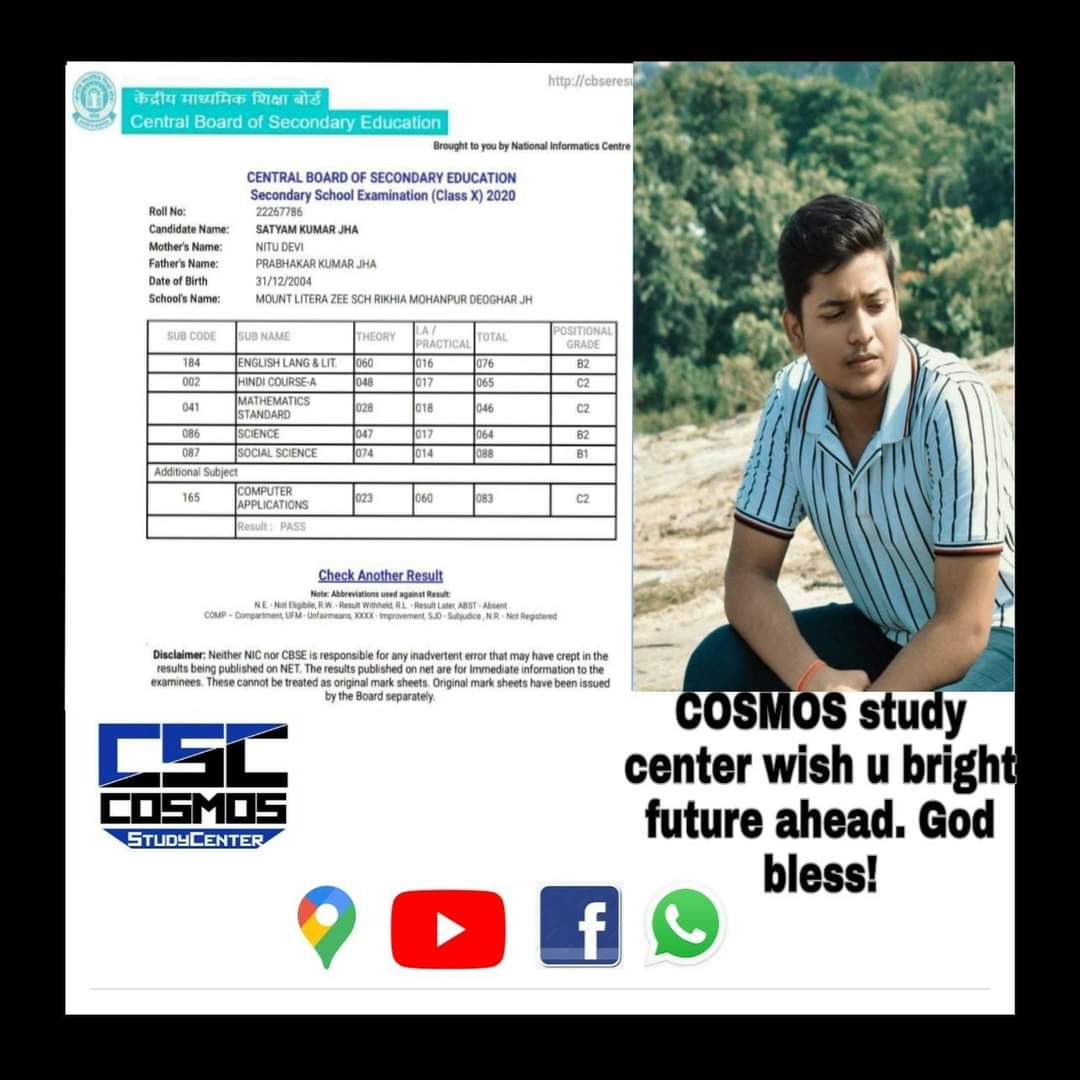 http://cbseresu
केंद्रीय माध्यमिक शिक्षा बोर्ड
Central Board of Secondary Education
Brought to you by National Informatics Centre
CENTRAL BOARD OF SECONDARY EDUCATION
Secondary School Examination (Class X) 2020
Roll No: 22267786
Candidate Name: SATYAM KUMAR JHA
Mother's Name: NITU DEVI
Father's Name: PRABHAKAR KUMAR JHA
Date of Birth 31/12/2004
School's Name: MOUNT LITERA ZEE SCH RIKHIA MOHANPUR DEOGHAR JH
SUB CODE SUB NAME THEORY I.A / PRACTICAL TOTAL POSITIONAL GRADE
184 ENGLISH LANG & LIT. 060 016 076 B2
002 HINDI COURSE-A 048 017 065 C2
041 MATHEMATICS STANDARD 028 018 046 C2
086 SCIENCE 047 017 064 B2
087 SOCIAL SCIENCE 074 014 088 B1
Additional Subject
165 COMPUTER APPLICATIONS 023 060 083 C2
Result : PASS
Check Another Result
Note: Abbreviations used against Result:
N.E. - Not Eligibile, R.W. - Result Withheld, R.L. - Result Later, ABST - Absent
COMP – Compartment, UFM - Unfairmeans, XXXX - Improvement, SJD - Subjudice , N.R. - Not Registered
Disclaimer: Neither NIC nor CBSE is responsible for any inadvertent error that may have crept in the
results being published on NET. The results published on net are for Immediate information to the
examinees. These cannot be treated as original mark sheets. Original mark sheets have been issued
by the Board separately.
CSC
COSMOS
STUDYCENTER
COSMOS study
center wish u bright
future ahead. God
bless!